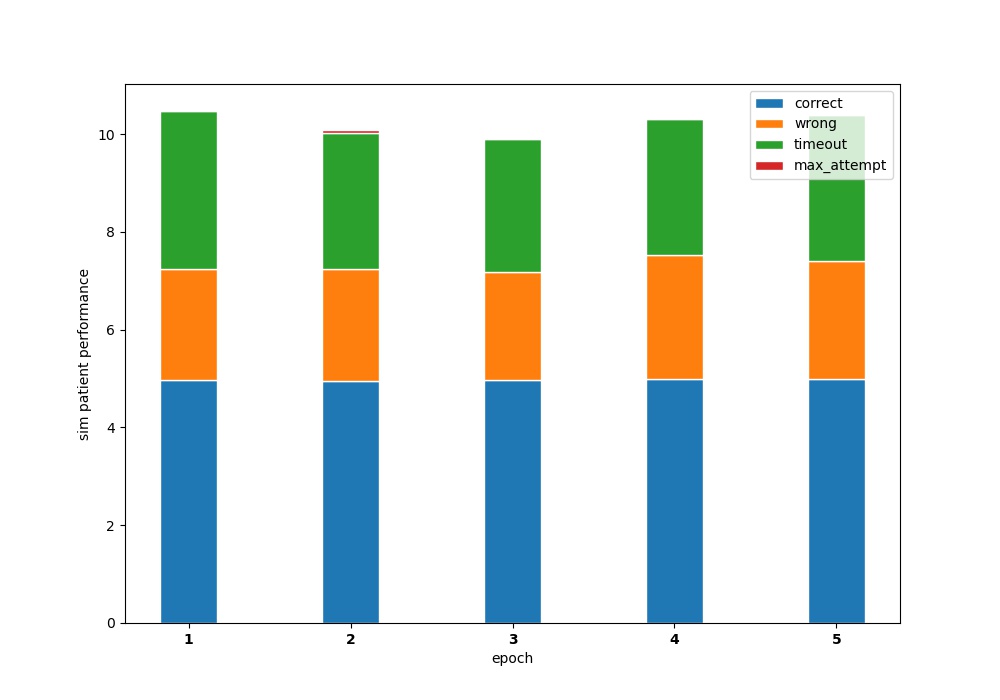 correct
wrong
timeout
max_attempt
10
8
6
4
2
0
sim patient performance
1 2 3 4 5
epoch